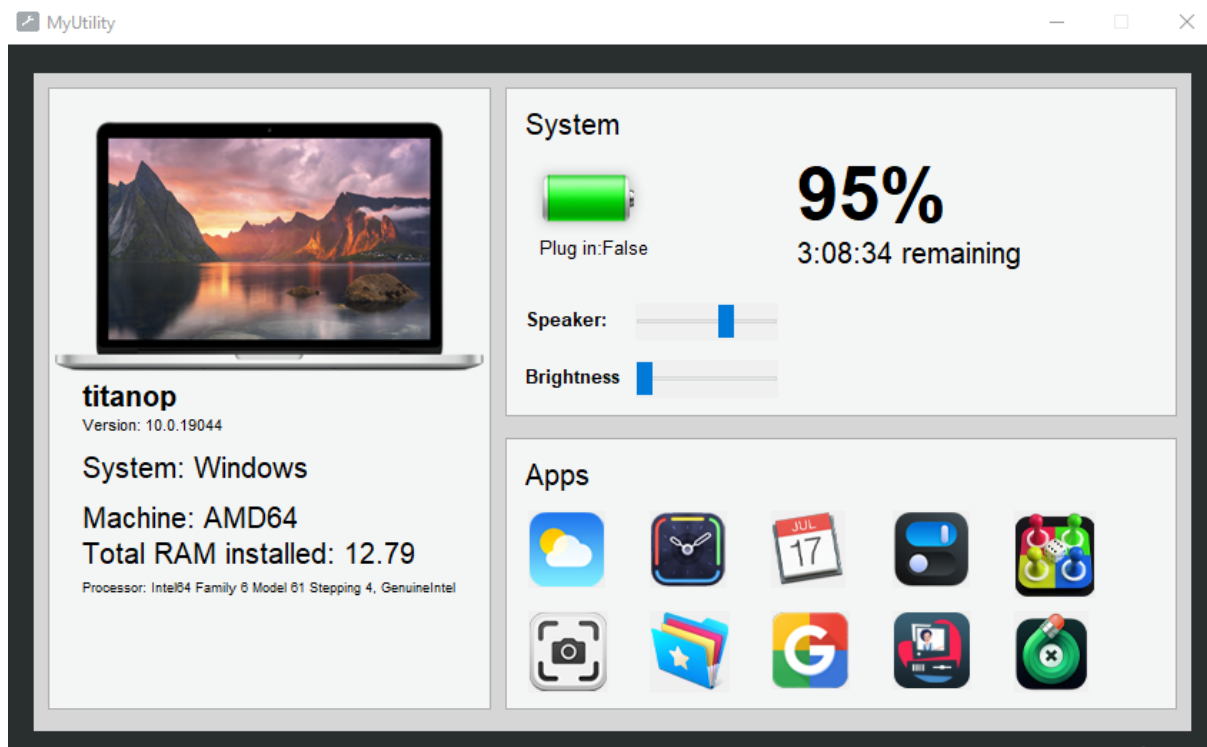 MyUtility
titanop
Version: 10.0.19044
System: Windows
Machine: AMD64
Total RAM installed: 12.79
Processor: Intel64 Family 6 Model 61 Stepping 4, GenuineIntel
System
95%
Plug in:False
3:08:34 remaining
Speaker:
Brightness
Apps
JUL
17
G